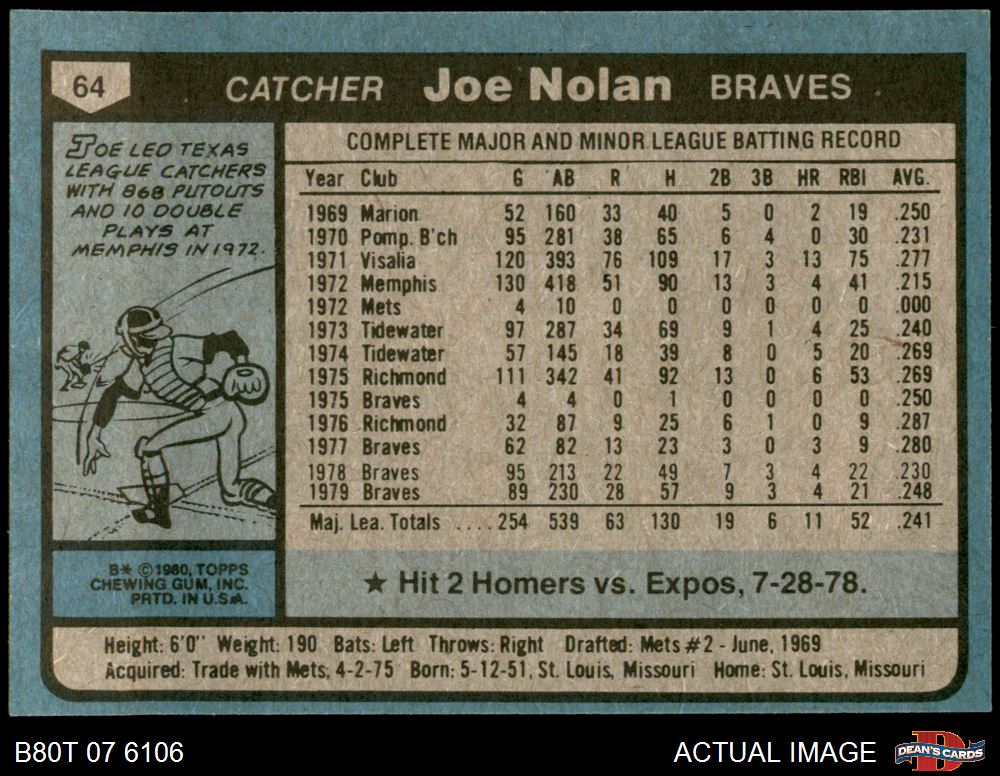 64 CATCHER Joe Nolan BRAVES
JOE LED TEXAS
LEAGUE CATCHERS
WITH 868 PUTOUTS
AND 10 DOUBLE
PLAYS AT
MEMPHIS IN 1972.
COMPLETE MAJOR AND MINOR LEAGUE BATTING RECORD
Year Club G AB R H 2B 3B HR RBI AVG.
1969 Marion 52 160 33 40 5 0 2 19 .250
1970 Pomp. B'ch 95 281 38 65 6 4 0 30 .231
1971 Visalia 120 393 76 109 17 3 13 75 .277
1972 Memphis 130 418 51 90 13 3 4 41 .215
1972 Mets 4 10 0 0 0 0 0 0 .000
1973 Tidewater 97 287 34 69 9 1 4 25 .240
1974 Tidewater 57 145 18 39 8 0 5 20 .269
1975 Richmond 111 342 41 92 13 0 6 53 .269
1975 Braves 4 4 0 1 0 0 0 0 .250
1976 Richmond 32 87 9 25 6 1 0 9 .287
1977 Braves 62 82 13 23 3 0 3 9 .280
1978 Braves 95 213 22 49 7 3 4 22 .230
1979 Braves 89 230 28 57 9 3 4 21 .248
Maj. Lea. Totals .... 254 539 63 130 19 6 11 52 .241
B* © 1980, TOPPS
CHEWING GUM, INC.
PRTD. IN U.S.A.
★ Hit 2 Homers vs. Expos, 7-28-78.
Height: 6'0" Weight: 190 Bats: Left Throws: Right Drafted: Mets #2 - June, 1969
Acquired: Trade with Mets, 4-2-75 Born: 5-12-51, St. Louis, Missouri Home: St. Louis, Missouri
B80T 07 6106 ACTUAL IMAGE DEAN'S CARDS